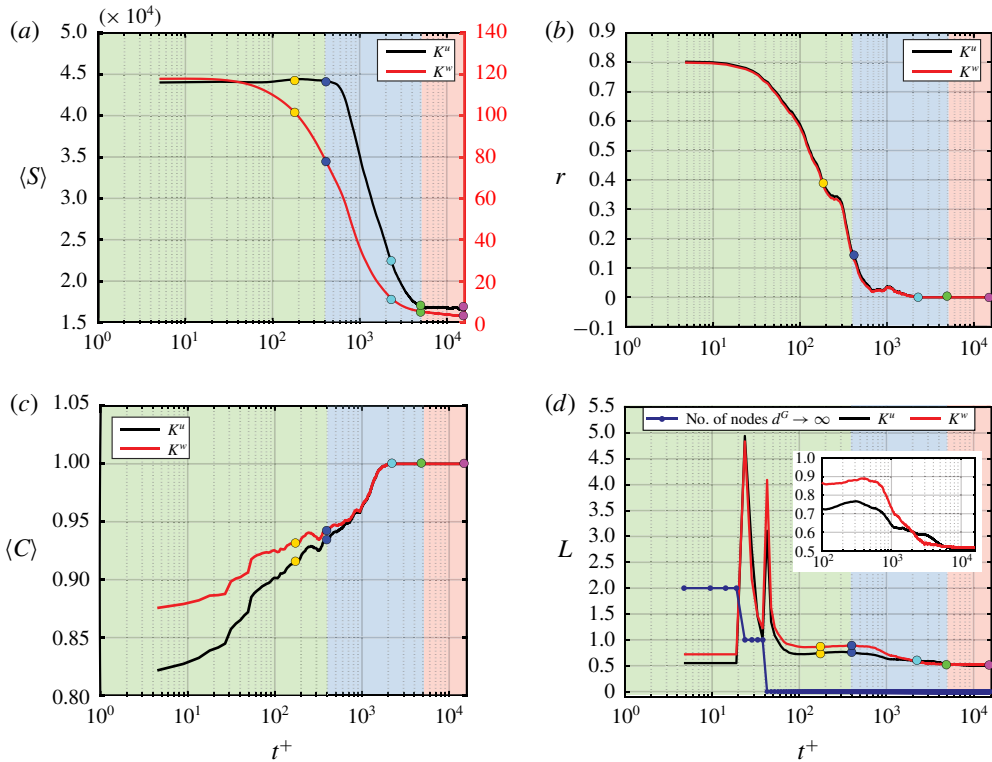 (a)
(× 10⁴)
5.0
4.5
4.0
3.5
3.0
2.5
2.0
1.5
⟨S⟩
140
120
100
80
60
40
20
0
Kᵘ
Kʷ
10⁰ 10¹ 10² 10³ 10⁴
(b)
0.9
0.8
0.7
0.6
0.5
0.4
0.3
0.2
0.1
0
−0.1
r
Kᵘ
Kʷ
10⁰ 10¹ 10² 10³ 10⁴
(c)
1.05
1.00
0.95
0.90
0.85
0.80
⟨C⟩
Kᵘ
Kʷ
10⁰ 10¹ 10² 10³ 10⁴
t⁺
(d)
5.5
5.0
4.5
4.0
3.5
3.0
2.5
2.0
1.5
1.0
0.5
0
L
No. of nodes dᴳ → ∞ Kᵘ Kʷ
1.0
0.9
0.8
0.7
0.6
0.5
10² 10³ 10⁴
10⁰ 10¹ 10² 10³ 10⁴
t⁺